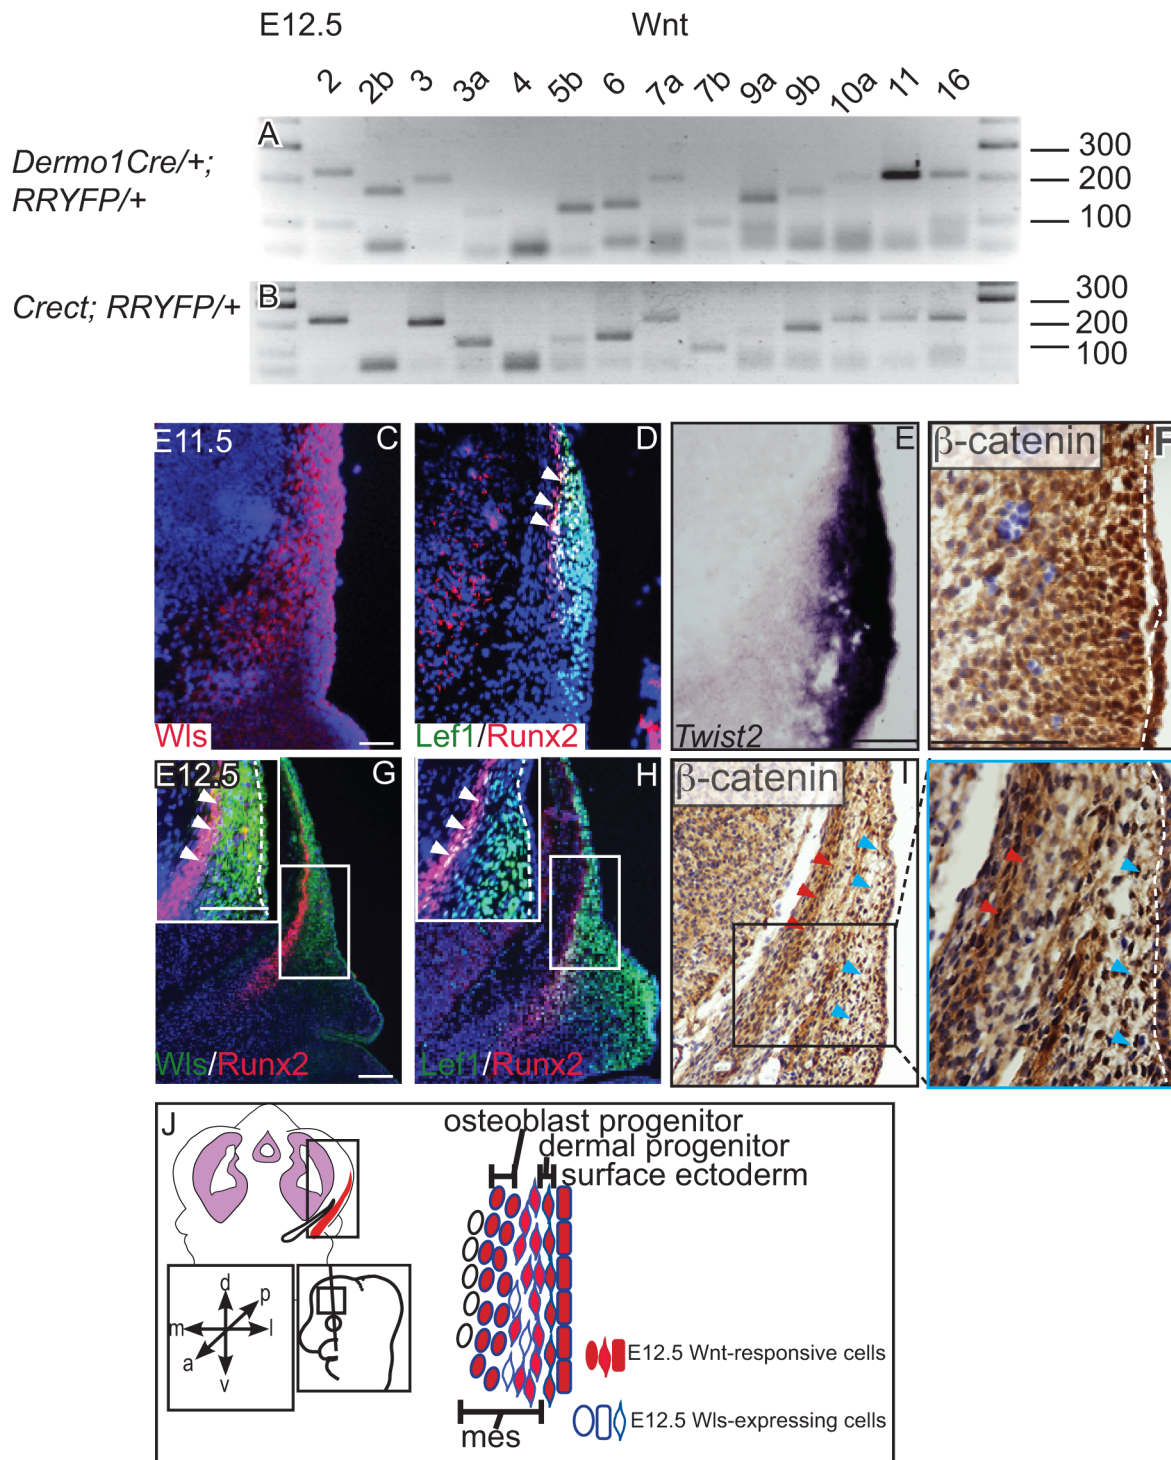 E12.5 Wnt
2 2b 3 3a 4 5b 6 7a 7b 9a 9b 10a 11 16
A
Dermo1Cre/+;
RRYFP/+
300
200
100
B
Crect; RRYFP/+
300
200
100
E11.5 C
Wls
D
Lef1/Runx2
E
Twist2
β-catenin F
E12.5 G
Wls/Runx2
H
Lef1/Runx2
β-catenin I
J
osteoblast progenitor
dermal progenitor
surface ectoderm
d
p
m l
a
v
mes
E12.5 Wnt-responsive cells
E12.5 Wls-expressing cells